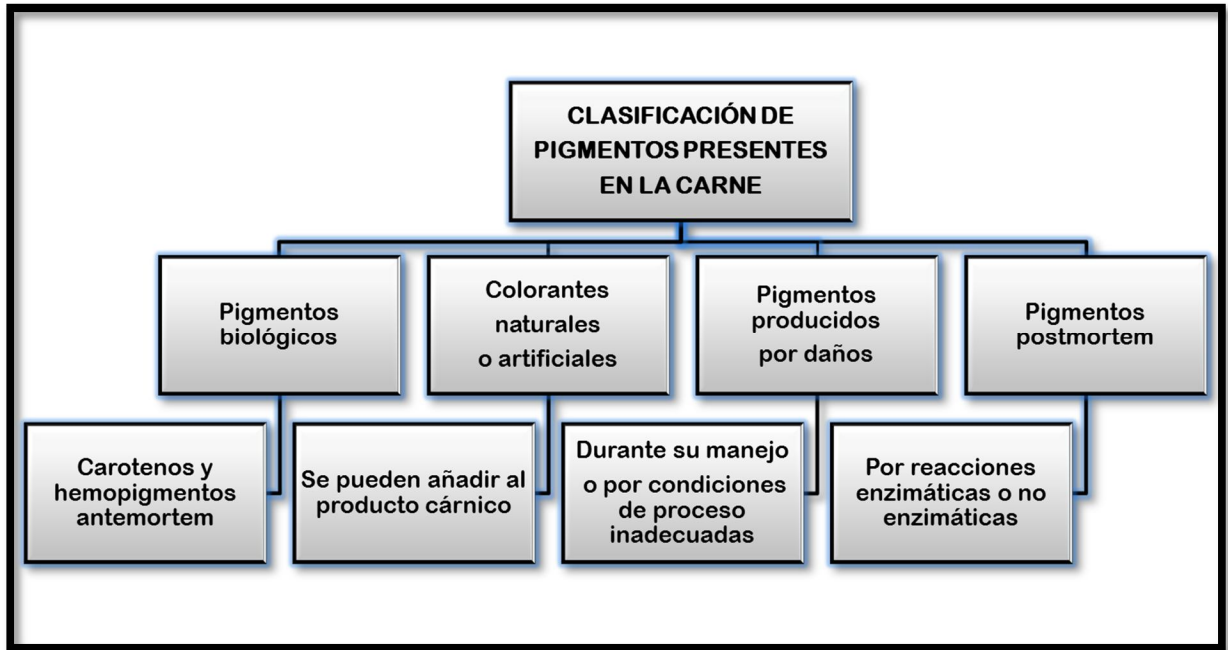 CLASIFICACIÓN DE
PIGMENTOS PRESENTES
EN LA CARNE
Pigmentos
biológicos
Colorantes
naturales
o artificiales
Pigmentos
producidos
por daños
Pigmentos
postmortem
Carotenos y
hemopigmentos
antemortem
Se pueden añadir al
producto cárnico
Durante su manejo
o por condiciones
de proceso
inadecuadas
Por reacciones
enzimáticas o no
enzimáticas